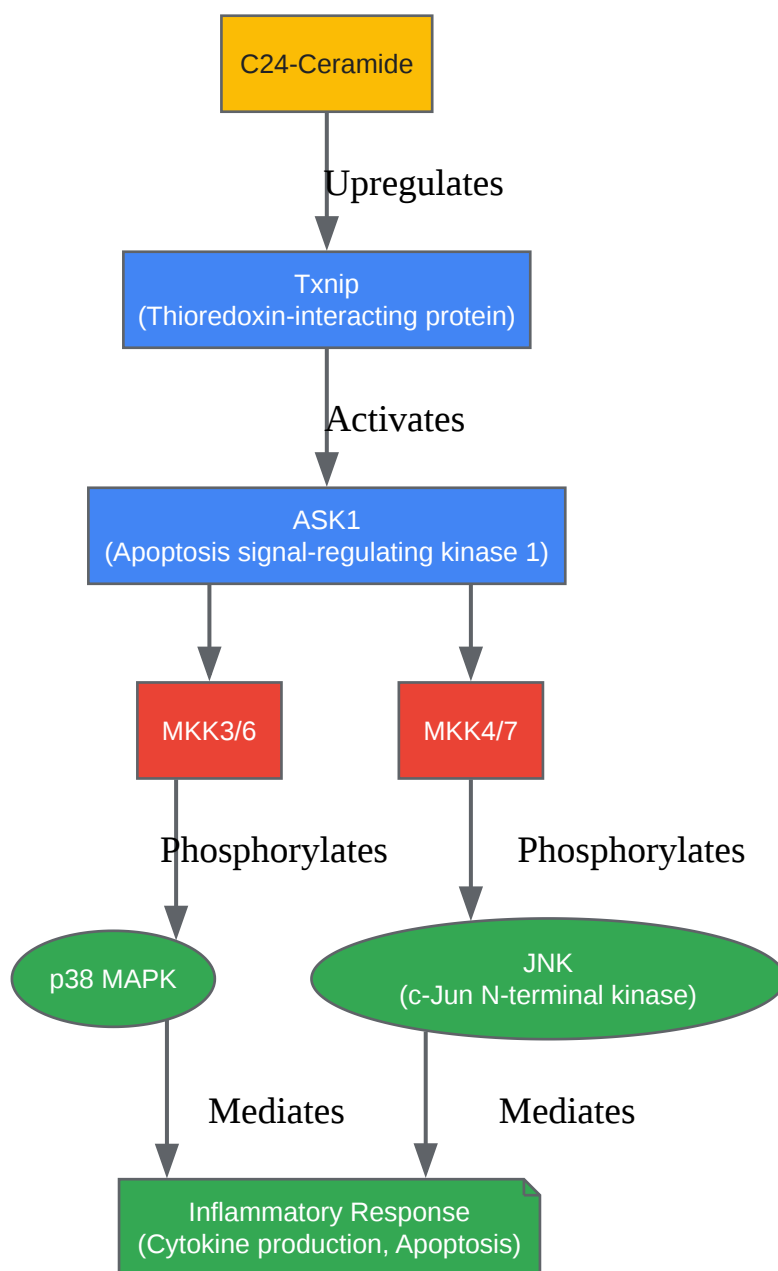 C24-Ceramide
Upregulates
Txnip
(Thioredoxin-interacting protein)
Activates
ASK1
(Apoptosis signal-regulating kinase 1)
MKK3/6
MKK4/7
Phosphorylates
Phosphorylates
p38 MAPK
JNK
(c-Jun N-terminal kinase)
Mediates
Mediates
Inflammatory Response
(Cytokine production, Apoptosis)